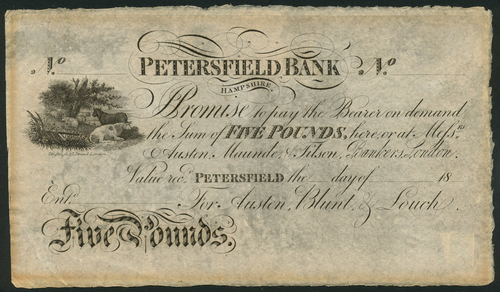 No PETERSFIELD BANK No
HAMPSHIRE
I Promise to pay the Bearer on demand
the Sum of FIVE POUNDS, here, or at Messrs.
Austen, Maunde, & Tilson, Bankers, London.
Value recd. PETERSFIELD the day of 18
Entd. For Austen, Blunt, & Louch.
Five Pounds.